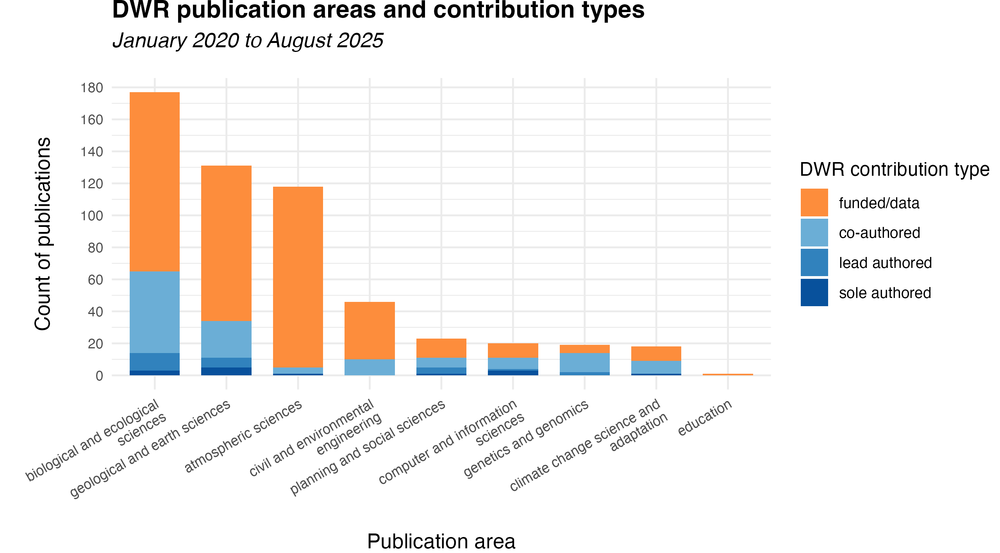 DWR publication areas and contribution types
January 2020 to August 2025
Count of publications
180
160
140
120
100
80
60
40
20
0
biological and ecological
sciences
geological and earth sciences
atmospheric sciences
civil and environmental
engineering
planning and social sciences
computer and information
sciences
genetics and genomics
climate change science and
adaptation
education
Publication area
DWR contribution type
funded/data
co-authored
lead authored
sole authored